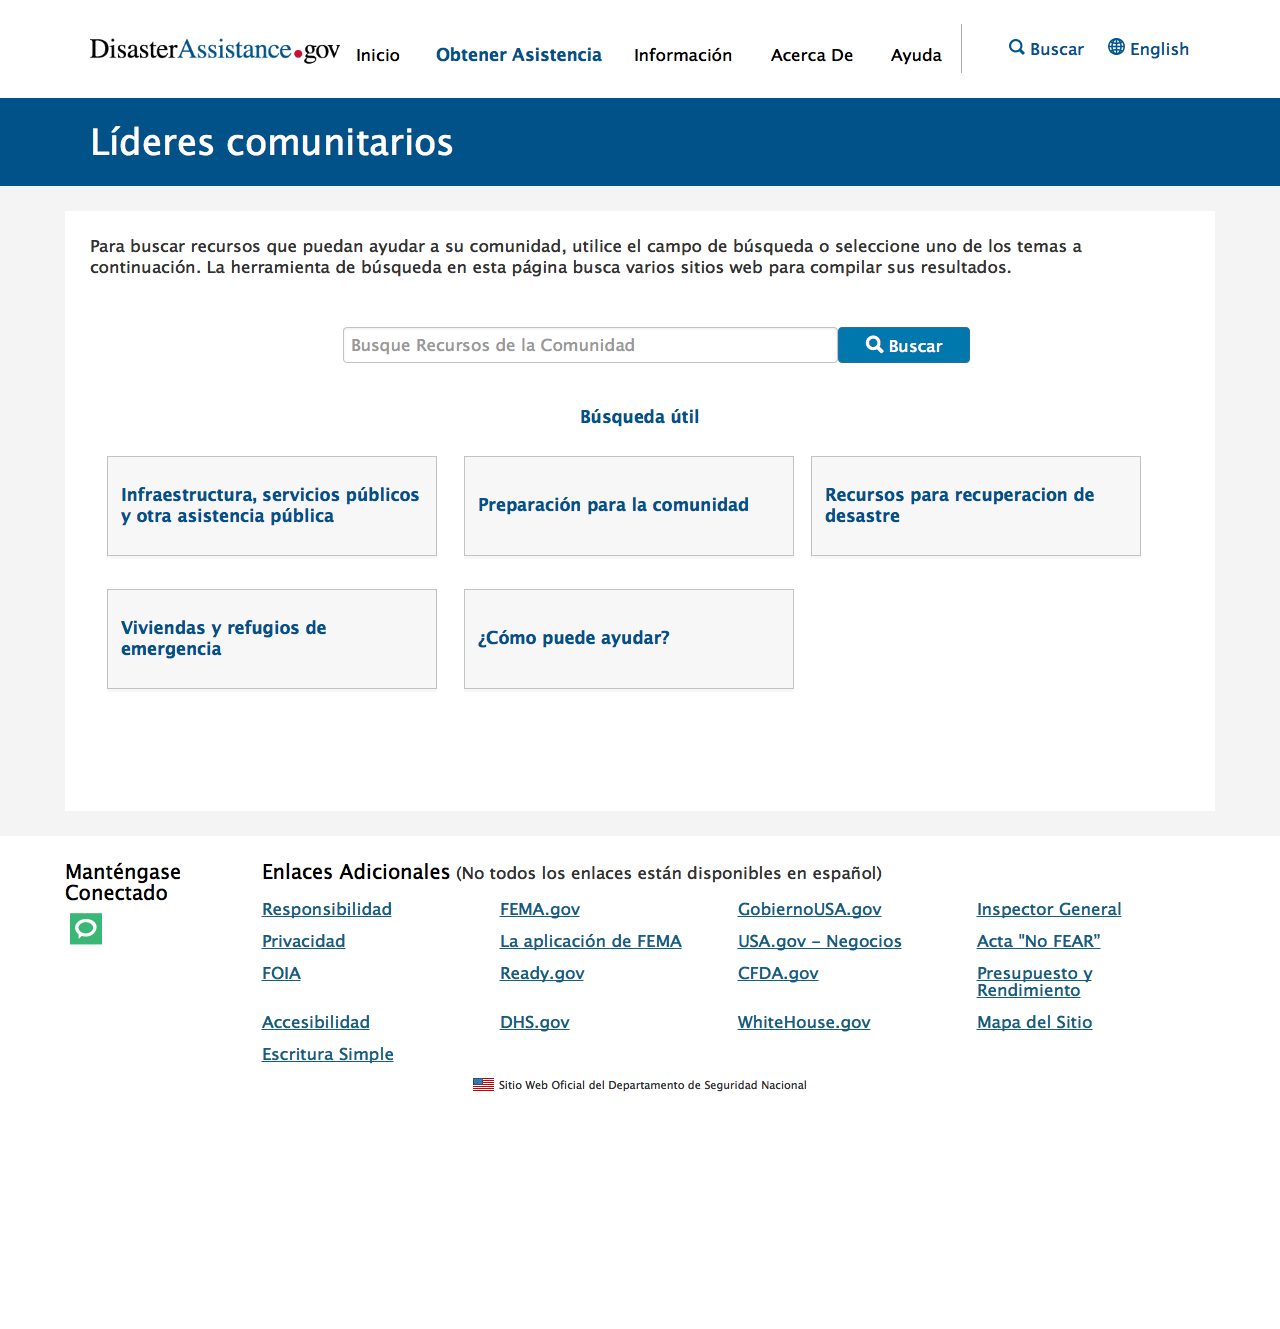 DisasterAssistance.gov
Inicio
Obtener Asistencia
Información
Acerca De
Ayuda
Buscar
English
Líderes comunitarios
Para buscar recursos que puedan ayudar a su comunidad, utilice el campo de búsqueda o seleccione uno de los temas a
continuación. La herramienta de búsqueda en esta página busca varios sitios web para compilar sus resultados.
Busque Recursos de la Comunidad
Buscar
Búsqueda útil
Infraestructura, servicios públicos
y otra asistencia pública
Preparación para la comunidad
Recursos para recuperacion de
desastre
Viviendas y refugios de
emergencia
¿Cómo puede ayudar?
Manténgase
Conectado
Enlaces Adicionales (No todos los enlaces están disponibles en español)
Responsibilidad
FEMA.gov
GobiernoUSA.gov
Inspector General
Privacidad
La aplicación de FEMA
USA.gov – Negocios
Acta "No FEAR”
FOIA
Ready.gov
CFDA.gov
Presupuesto y
Rendimiento
Accesibilidad
DHS.gov
WhiteHouse.gov
Mapa del Sitio
Escritura Simple
Sitio Web Oficial del Departamento de Seguridad Nacional